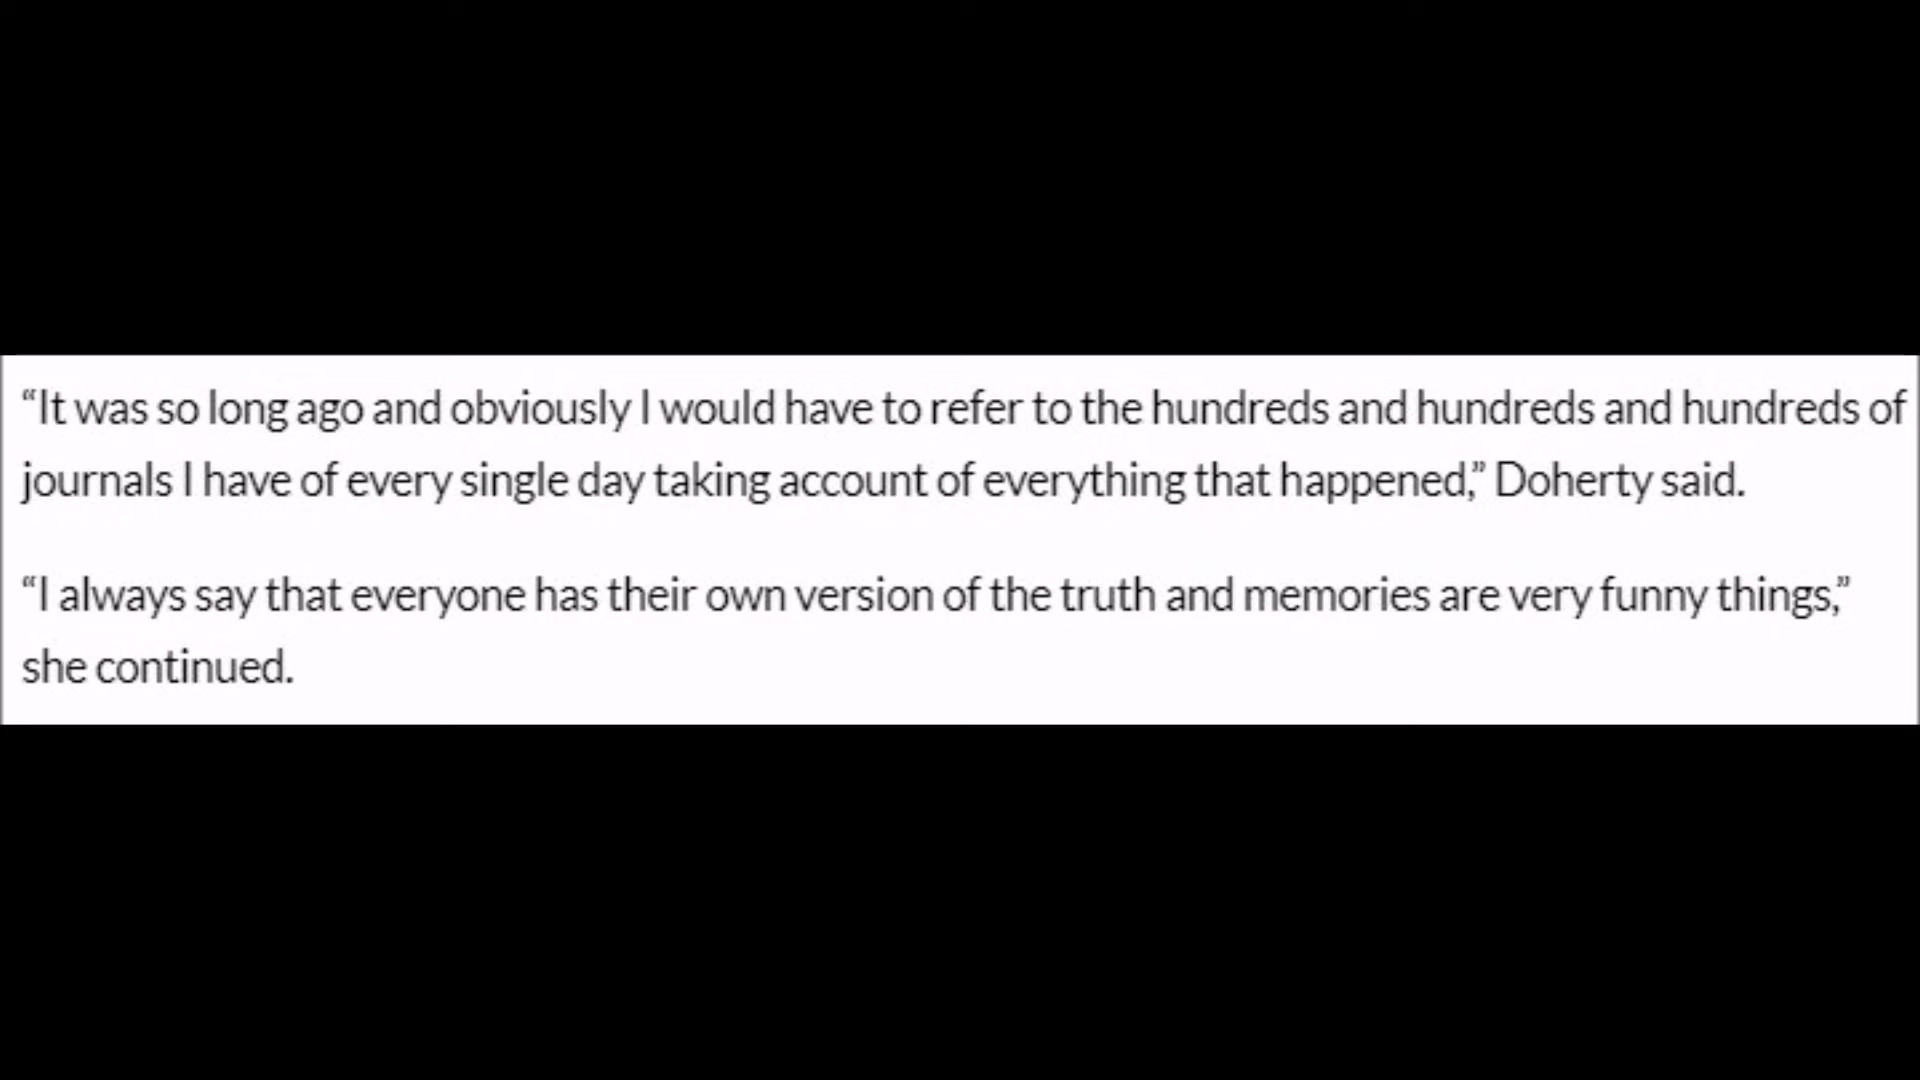 “It was so long ago and obviously I would have to refer to the hundreds and hundreds and hundreds of
journals I have of every single day taking account of everything that happened,” Doherty said.
“I always say that everyone has their own version of the truth and memories are very funny things,”
she continued.